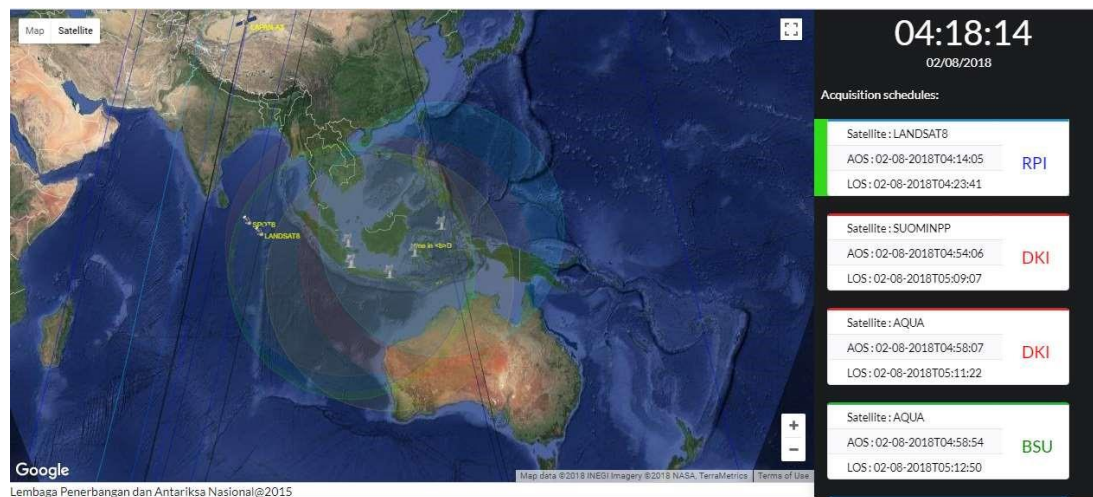 Map Satellite
LAPAN-A3
SPOT6
LANDSAT8
Google
Map data ©2018 INEGI Imagery ©2018 NASA, TerraMetrics
Terms of Use
Lembaga Penerbangan dan Antariksa Nasional@2015
04:18:14
02/08/2018
Acquisition schedules:
Satellite : LANDSAT8
AOS : 02-08-2018T04:14:05
RPI
LOS : 02-08-2018T04:23:41
Satellite : SUOMINPP
AOS : 02-08-2018T04:54:06
DKI
LOS : 02-08-2018T05:09:07
Satellite : AQUA
AOS : 02-08-2018T04:58:07
DKI
LOS : 02-08-2018T05:11:22
Satellite : AQUA
AOS : 02-08-2018T04:58:54
BSU
LOS : 02-08-2018T05:12:50